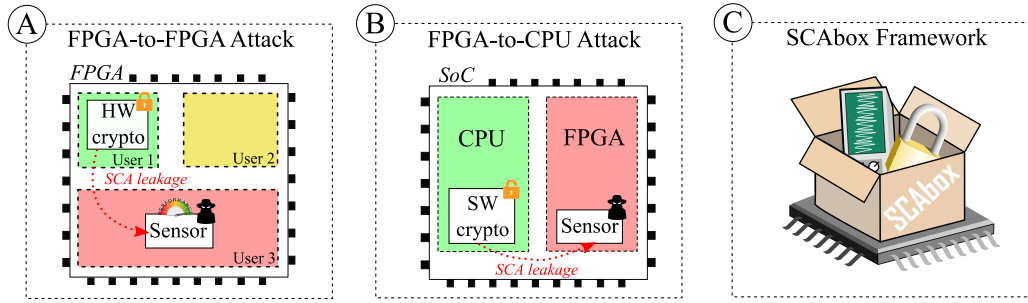 A
FPGA-to-FPGA Attack
FPGA
HW
crypto
User 1
User 2
SCA leakage
PERFORMANCE
Sensor
User 3
B
FPGA-to-CPU Attack
SoC
CPU
FPGA
SW
crypto
Sensor
SCA leakage
C
SCAbox Framework
SCAbox